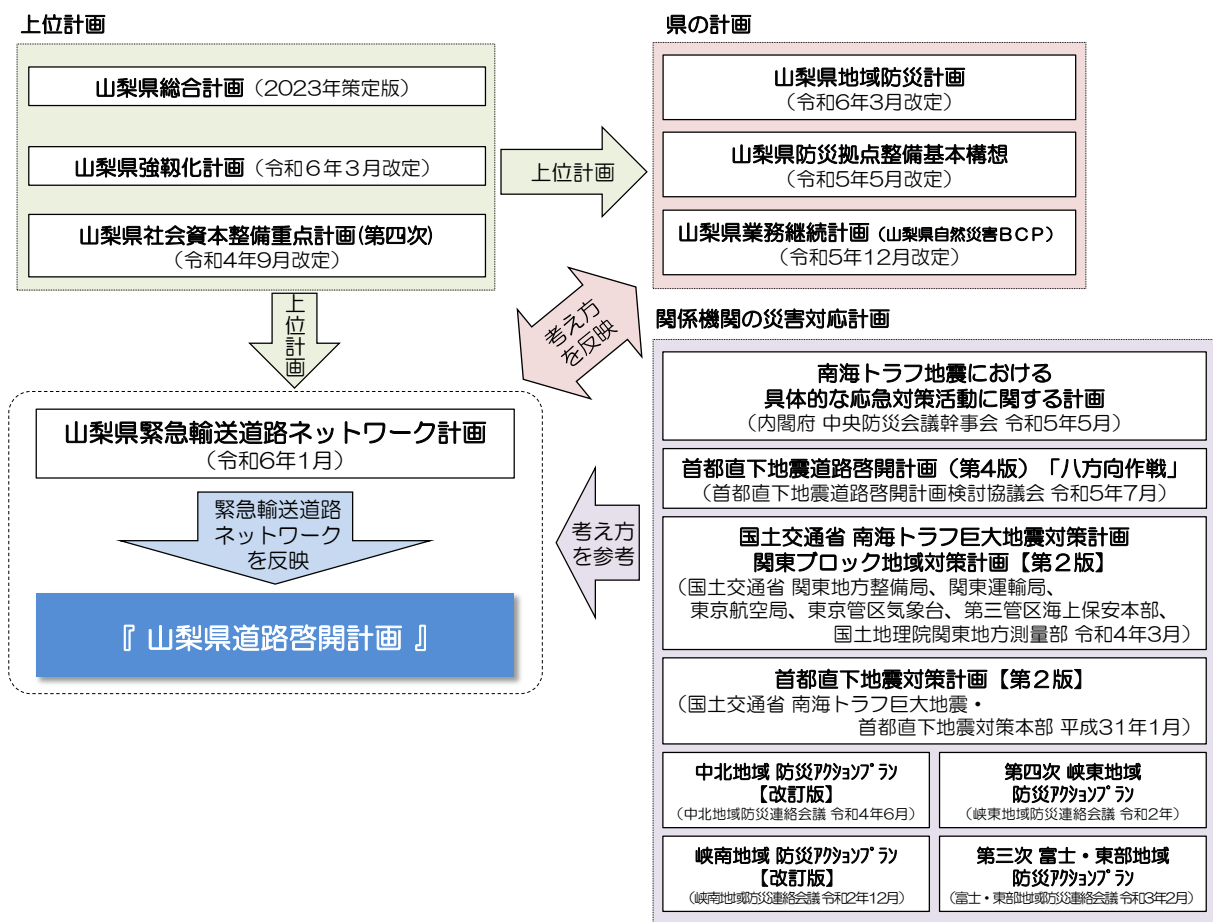 上位計画
山梨県総合計画（2023年策定版）
山梨県強靱化計画（令和６年３月改定）
山梨県社会資本整備重点計画(第四次)
（令和4年9月改定）
上位計画
県の計画
山梨県地域防災計画
（令和6年3月改定）
山梨県防災拠点整備基本構想
（令和5年5月改定）
山梨県業務継続計画（山梨県自然災害ＢＣＰ）
（令和5年12月改定）
上位計画
考え方
を反映
山梨県緊急輸送道路ネットワーク計画
（令和6年1月）
緊急輸送道路
ネットワーク
を反映
『 山梨県道路啓開計画 』
考え方
を参考
関係機関の災害対応計画
南海トラフ地震における
具体的な応急対策活動に関する計画
（内閣府 中央防災会議幹事会 令和5年5月）
首都直下地震道路啓開計画（第4版）「八方向作戦」
（首都直下地震道路啓開計画検討協議会 令和5年7月）
国土交通省 南海トラフ巨大地震対策計画
関東ブロック地域対策計画【第２版】
（国土交通省 関東地方整備局、関東運輸局、
東京航空局、東京管区気象台、第三管区海上保安本部、
国土地理院関東地方測量部 令和4年3月）
首都直下地震対策計画【第２版】
（国土交通省 南海トラフ巨大地震・
首都直下地震対策本部 平成31年1月）
中北地域 防災ｱｸｼｮﾝﾌﾟﾗﾝ
【改訂版】
（中北地域防災連絡会議 令和4年6月）
第四次 峡東地域
防災ｱｸｼｮﾝﾌﾟﾗﾝ
（峡東地域防災連絡会議 令和2年）
峡南地域 防災ｱｸｼｮﾝﾌﾟﾗﾝ
【改訂版】
（峡南地域防災連絡会議 令和2年12月）
第三次 富士・東部地域
防災ｱｸｼｮﾝﾌﾟﾗﾝ
（富士・東部地域防災連絡会議 令和3年2月）